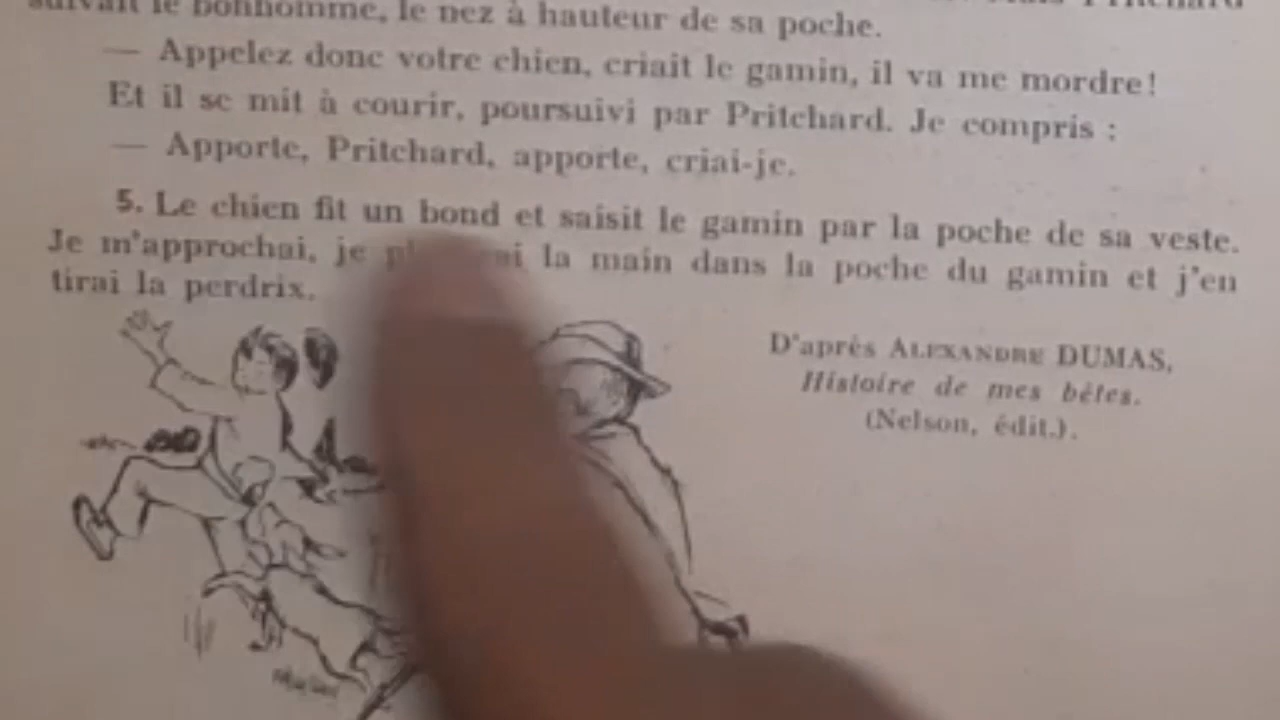 suivait le bonhomme, le nez à hauteur de sa poche. Pritchard
— Appelez donc votre chien, criait le gamin, il va me mordre!
Et il se mit à courir, poursuivi par Pritchard. Je compris :
— Apporte, Pritchard, apporte, criai-je.
5. Le chien fit un bond et saisit le gamin par la poche de sa veste.
Je m'approchai, je la main dans la poche du gamin et j'en
tirai la perdrix.
D'après ALEXANDRE DUMAS,
Histoire de mes bêtes.
(Nelson, édit.).